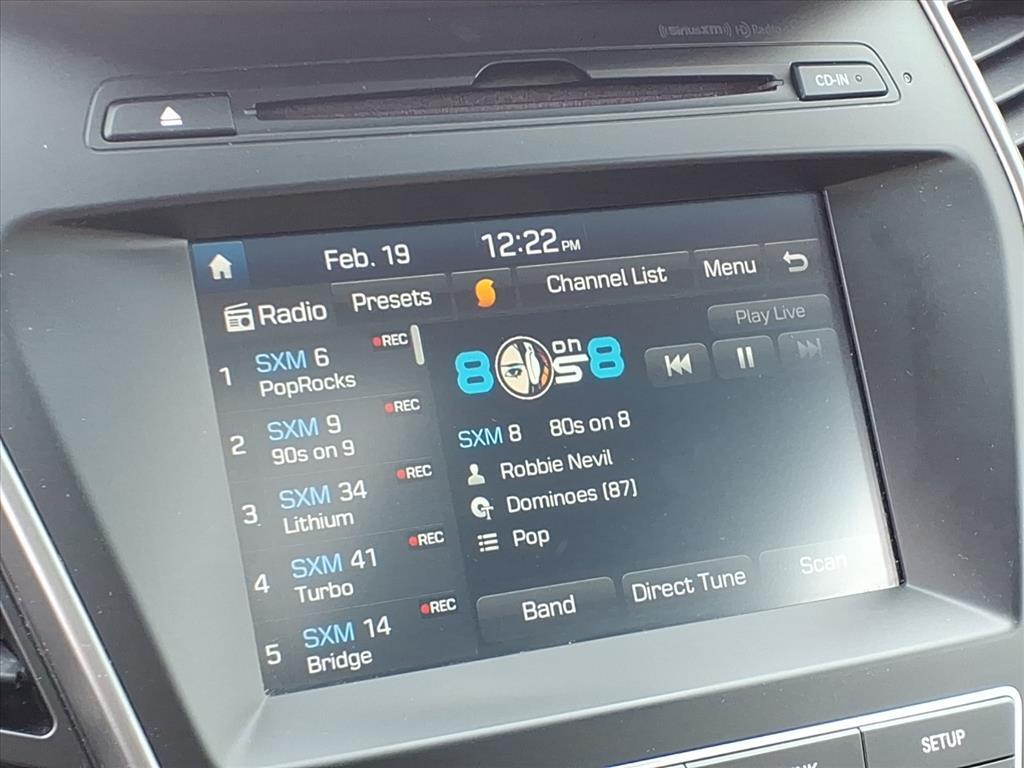 ((SiriusXM)) HD Radio
CD-IN
Feb. 19 12:22 PM
Radio Presets Channel List Menu
Play Live
1 SXM 6 REC
PopRocks
2 SXM 9 REC
90s on 9
3 SXM 34 REC
Lithium
4 SXM 41 REC
Turbo
5 SXM 14 REC
Bridge
80s on 8
SXM 8 80s on 8
Robbie Nevil
Dominoes (87)
Pop
Band Direct Tune Scan
SETUP